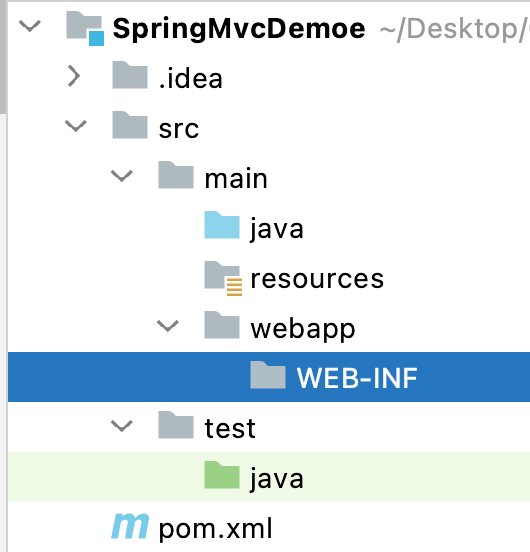 SpringMvcDemoe ~/Desktop/
.idea
src
main
java
resources
webapp
WEB-INF
test
java
pom.xml